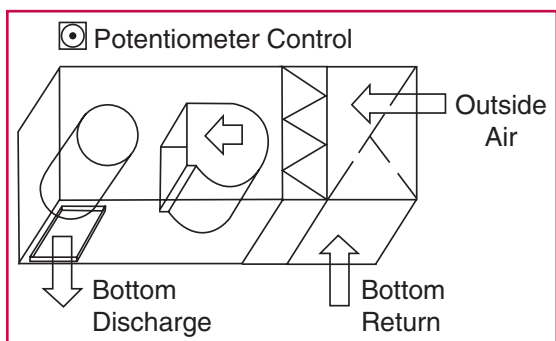 Potentiometer Control
Outside
Air
Bottom
Discharge
Bottom
Return